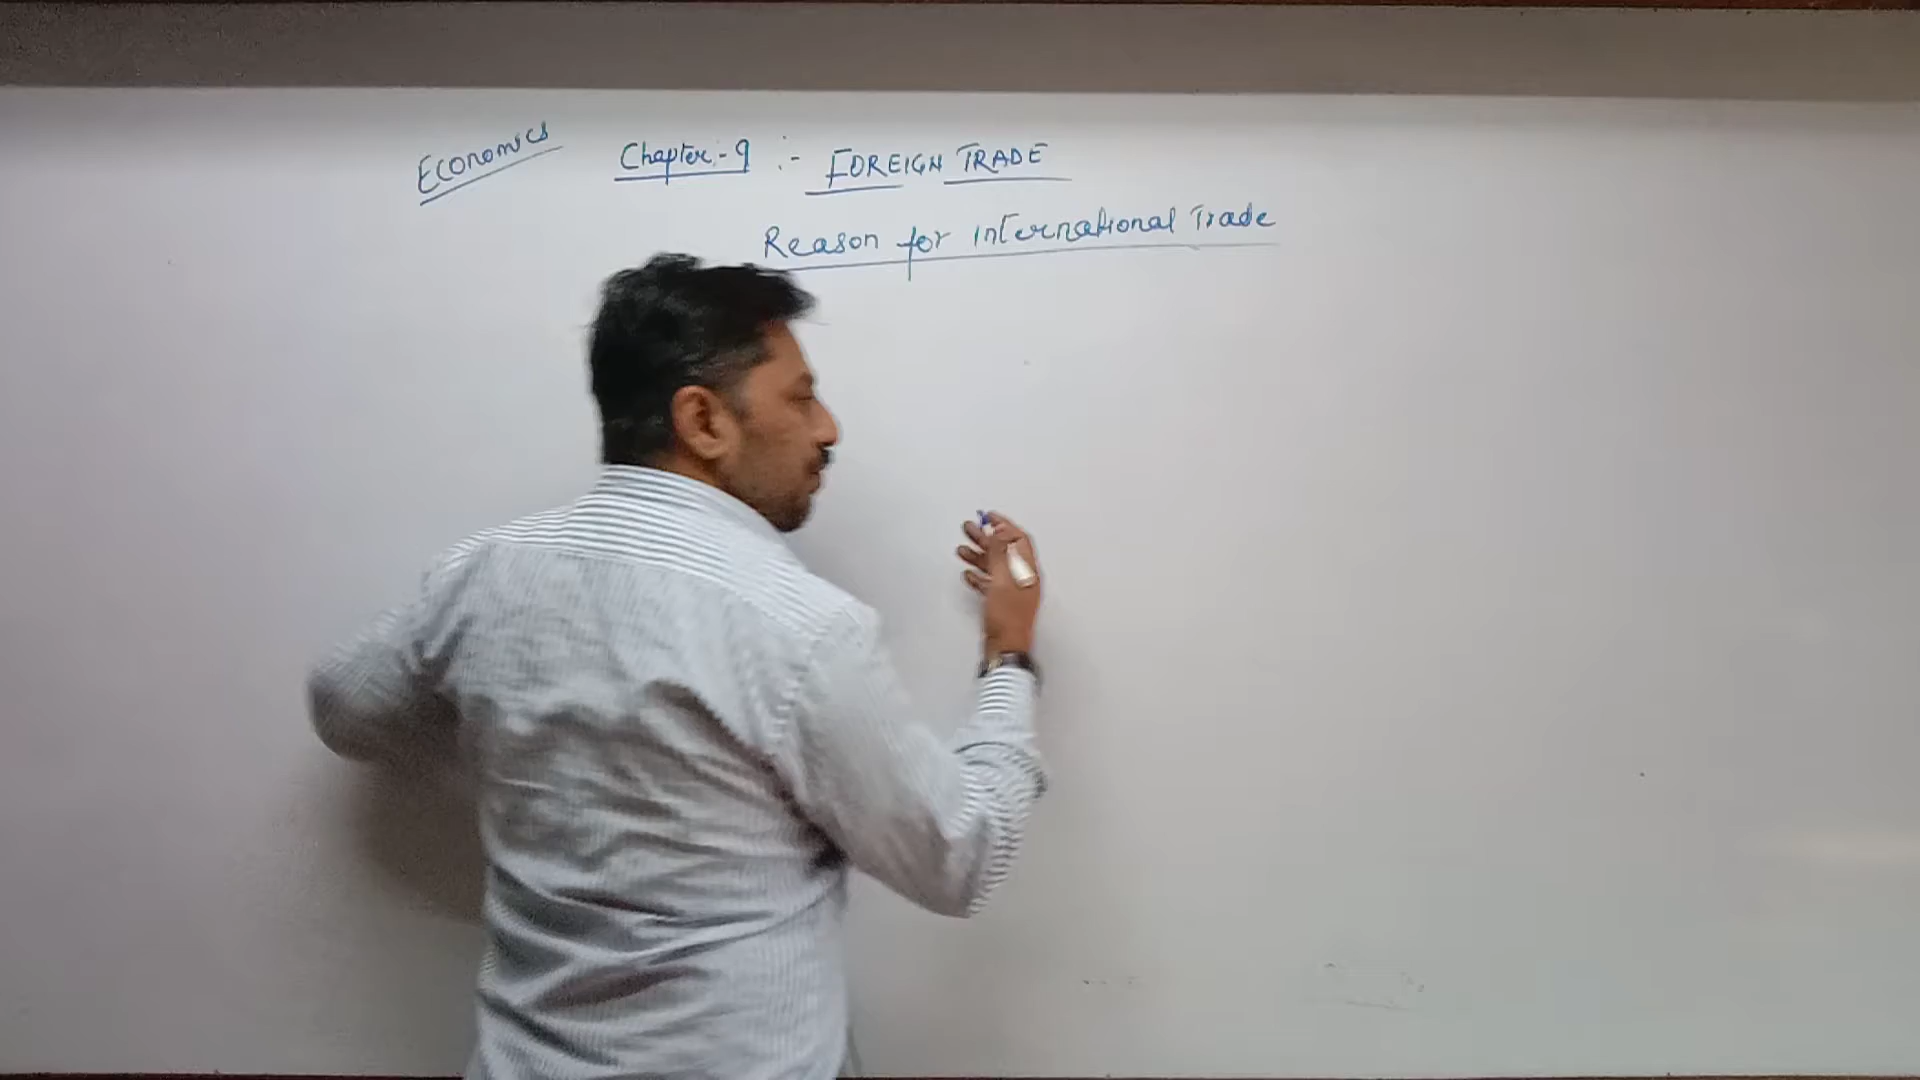 Economics
Chapter:-9 :- FOREIGN TRADE
Reason for International Trade